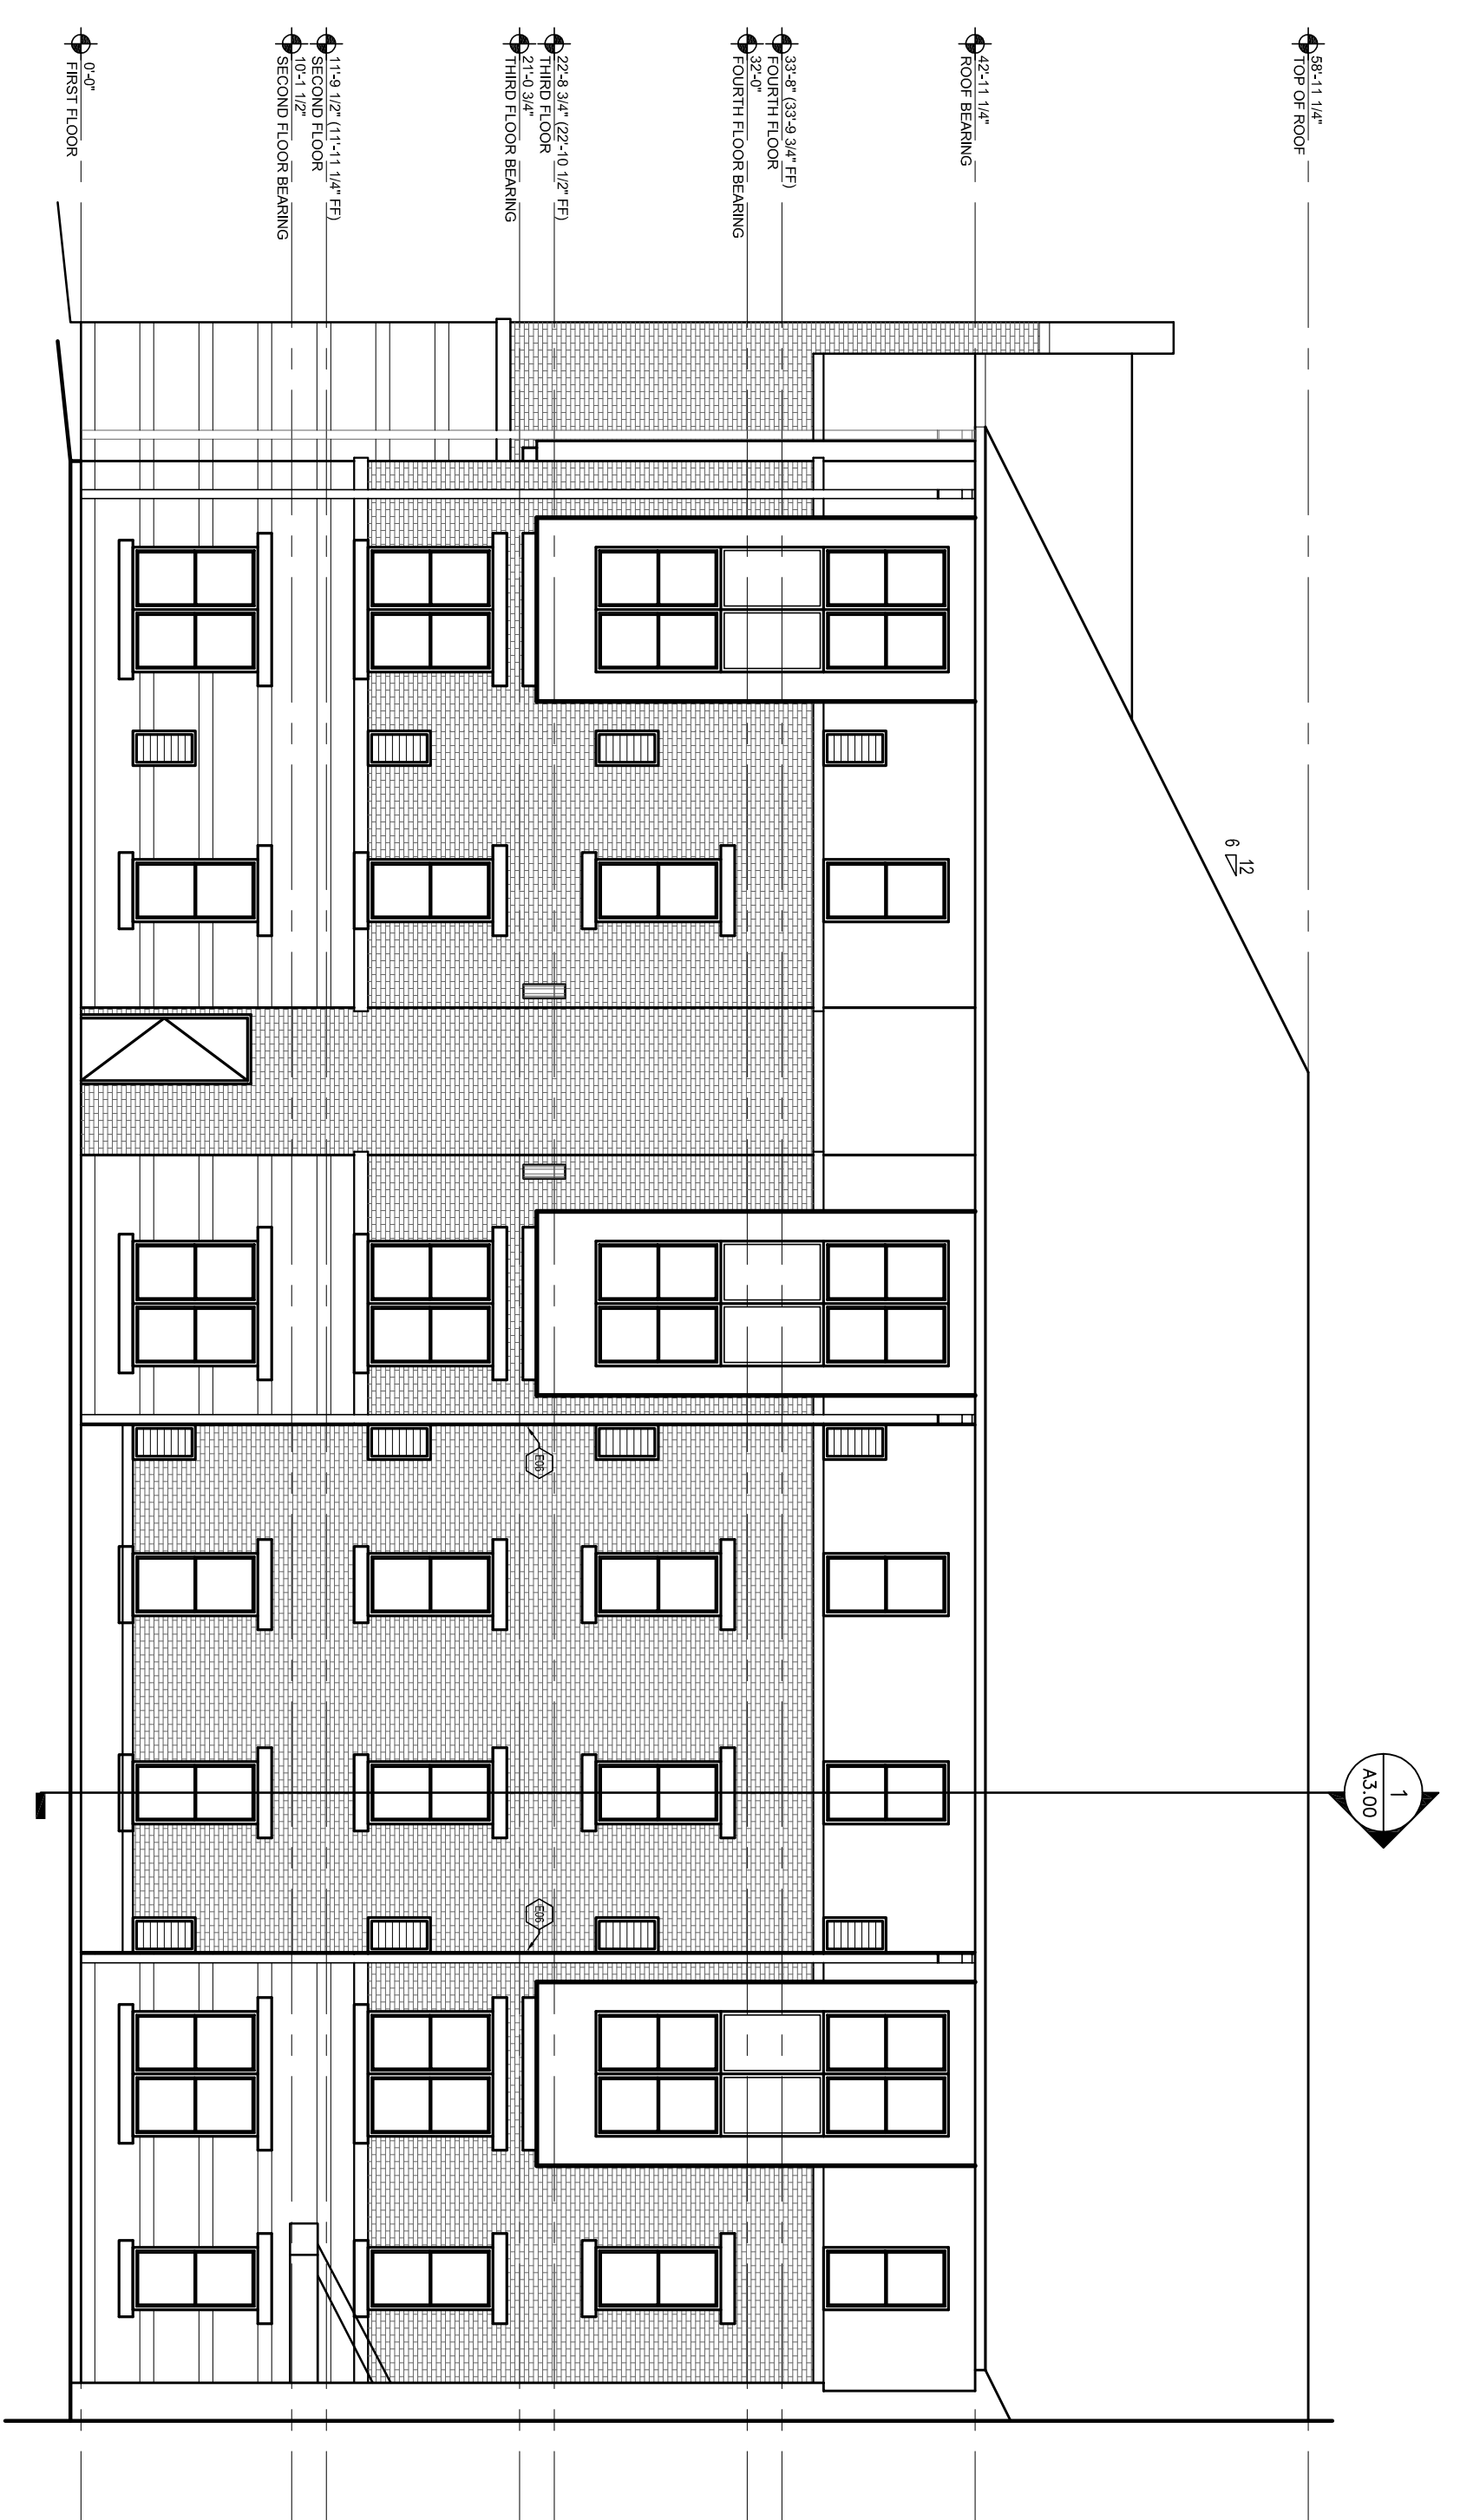 58'-11 1/4"
TOP OF ROOF
42'-11 1/4"
ROOF BEARING
33'-8" (33'-9 3/4" FF)
FOURTH FLOOR
32'-0"
FOURTH FLOOR BEARING
22'-8 3/4" (22'-10 1/2" FF)
THIRD FLOOR
21'-0 3/4"
THIRD FLOOR BEARING
11'-9 1/2" (11'-11 1/4" FF)
SECOND FLOOR
10'-1 1/2"
SECOND FLOOR BEARING
0'-0"
FIRST FLOOR
12
6
1
A3.00
E06
E06